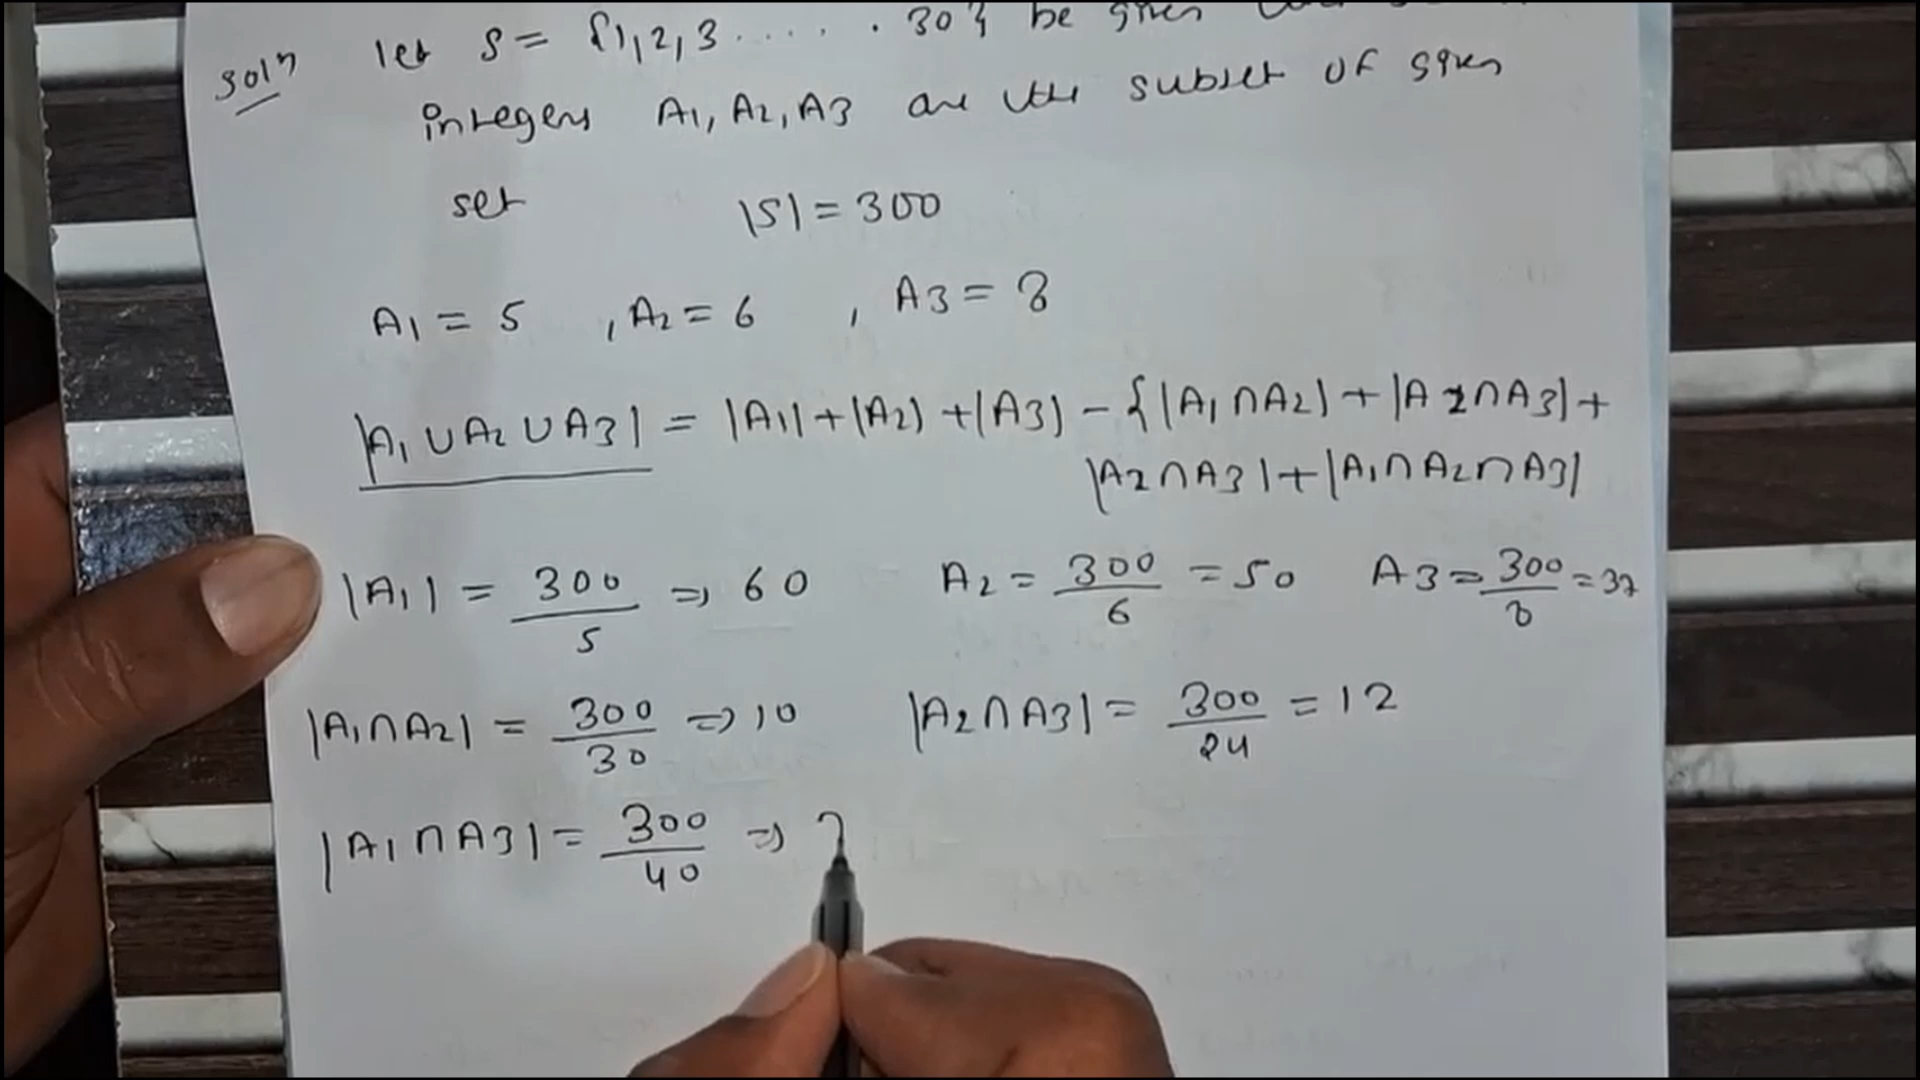 Soln let S = {1, 2, 3 ...... 30} be given
integers A1, A2, A3 are the subset of given
set |S| = 300
A1 = 5 , A2 = 6 , A3 = 8
|A1 ∪ A2 ∪ A3| = |A1| + |A2| + |A3| - {|A1 ∩ A2| + |A2 ∩ A3| +
|A2 ∩ A3| + |A1 ∩ A2 ∩ A3|
|A1| = 300/5 => 60 A2 = 300/6 = 50 A3 = 300/8 = 37
|A1 ∩ A2| = 300/30 => 10 |A2 ∩ A3| = 300/24 = 12
|A1 ∩ A3| = 300/40 =>